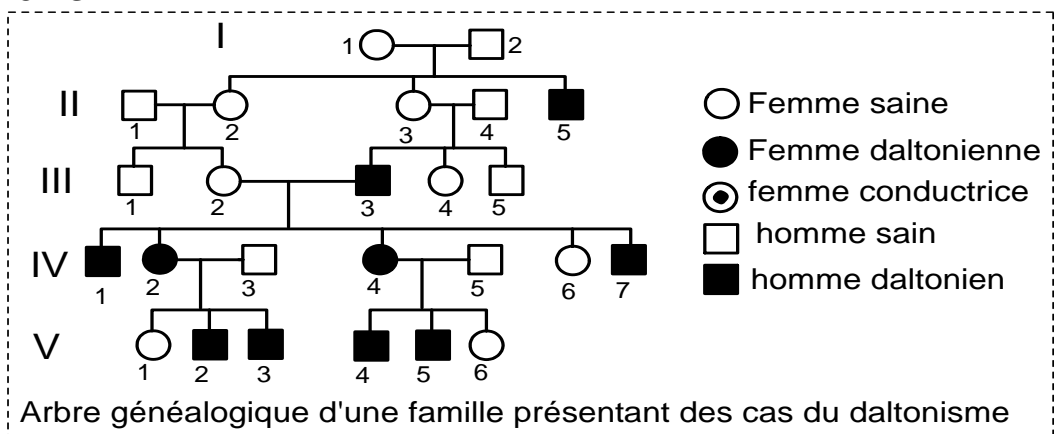 I
1 2
II
1 2 3 4 5
III
1 2 3 4 5
IV
1 2 3 4 5 6 7
V
1 2 3 4 5 6
Femme saine
Femme daltonienne
femme conductrice
homme sain
homme daltonien
Arbre généalogique d'une famille présentant des cas du daltonisme